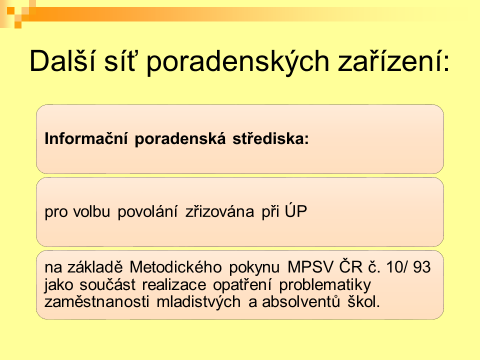 Další síť poradenských zařízení:
Informační poradenská střediska:
pro volbu povolání zřizována při ÚP
na základě Metodického pokynu MPSV ČR č. 10/ 93
jako součást realizace opatření problematiky
zaměstnanosti mladistvých a absolventů škol.